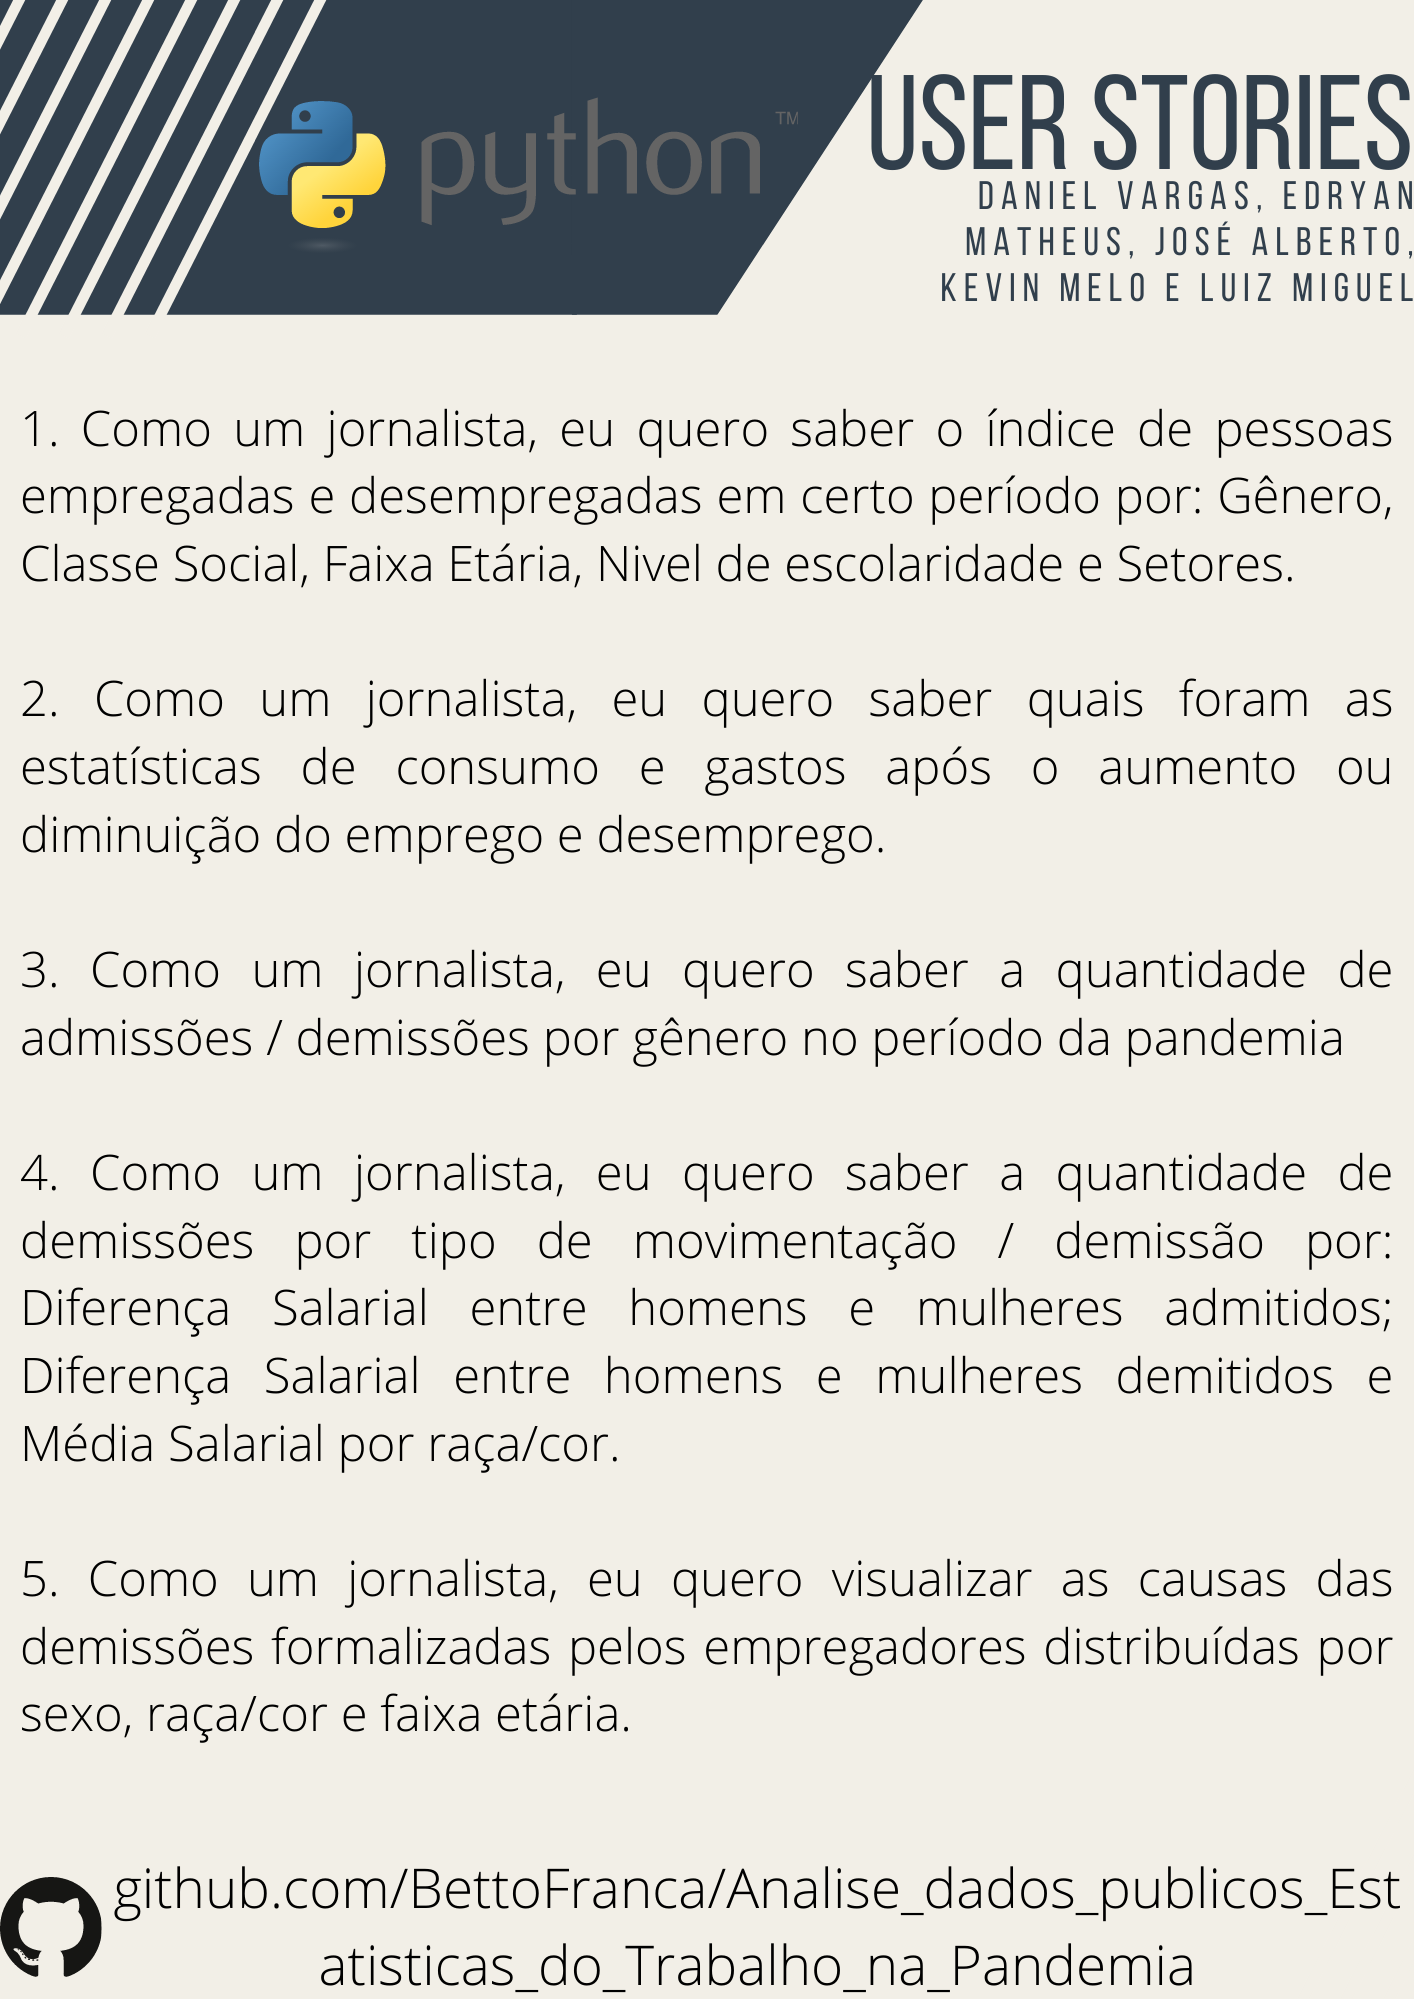 python
TM
USER STORIES
DANIEL VARGAS, EDRYAN
MATHEUS, JOSÉ ALBERTO,
KEVIN MELO E LUIZ MIGUEL
1. Como um jornalista, eu quero saber o índice de pessoas
empregadas e desempregadas em certo período por: Gênero,
Classe Social, Faixa Etária, Nivel de escolaridade e Setores.
2. Como um jornalista, eu quero saber quais foram as
estatísticas de consumo e gastos após o aumento ou
diminuição do emprego e desemprego.
3. Como um jornalista, eu quero saber a quantidade de
admissões / demissões por gênero no período da pandemia
4. Como um jornalista, eu quero saber a quantidade de
demissões por tipo de movimentação / demissão por:
Diferença Salarial entre homens e mulheres admitidos;
Diferença Salarial entre homens e mulheres demitidos e
Média Salarial por raça/cor.
5. Como um jornalista, eu quero visualizar as causas das
demissões formalizadas pelos empregadores distribuídas por
sexo, raça/cor e faixa etária.
github.com/BettoFranca/Analise_dados_publicos_Est
atisticas_do_Trabalho_na_Pandemia